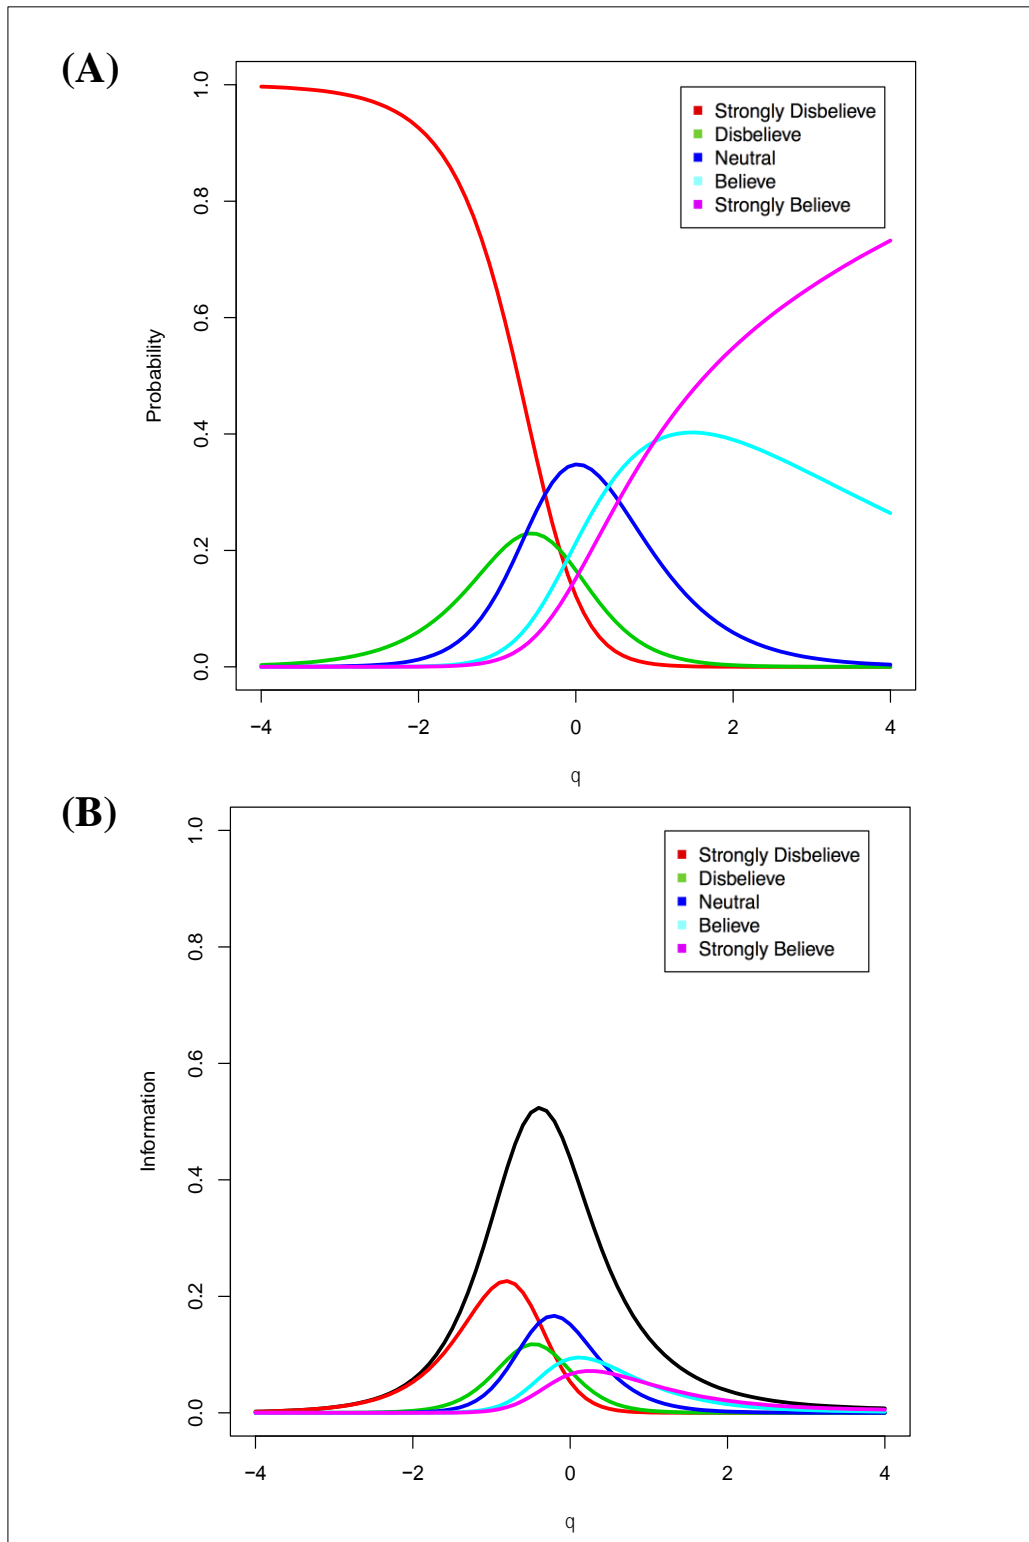 (A)
1.0
0.8
0.6
0.4
0.2
0.0
Probability
Strongly Disbelieve
Disbelieve
Neutral
Believe
Strongly Believe
−4
−2
0
2
4
q
(B)
1.0
0.8
0.6
0.4
0.2
0.0
Information
Strongly Disbelieve
Disbelieve
Neutral
Believe
Strongly Believe
−4
−2
0
2
4
q